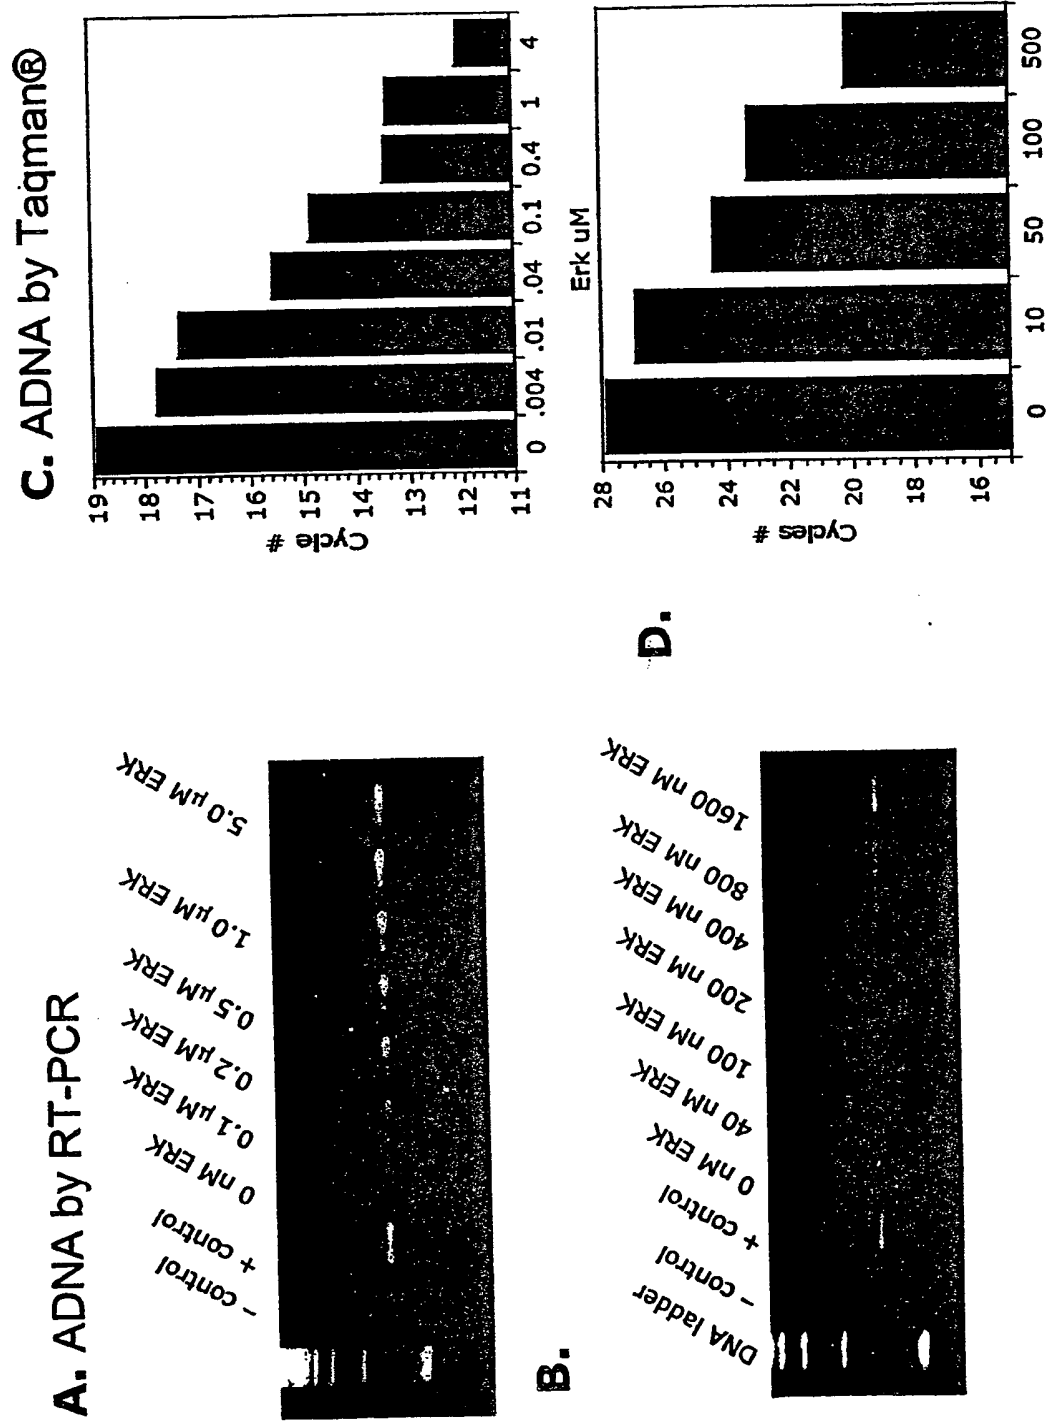 A. ADNA by RT-PCR
– control
+ control
0 nM ERK
0.1 µM ERK
0.2 µM ERK
0.5 µM ERK
1.0 µM ERK
5.0 µM ERK
B.
DNA ladder
– control
+ control
0 nM ERK
40 nM ERK
100 nM ERK
200 nM ERK
400 nM ERK
800 nM ERK
1600 nM ERK
C. ADNA by Taqman®
Cycle #
19
18
17
16
15
14
13
12
11
0 .004 .01 .04 0.1 0.4 1 4
Erk uM
D.
Cycles #
28
26
24
22
20
18
16
0 10 50 100 500